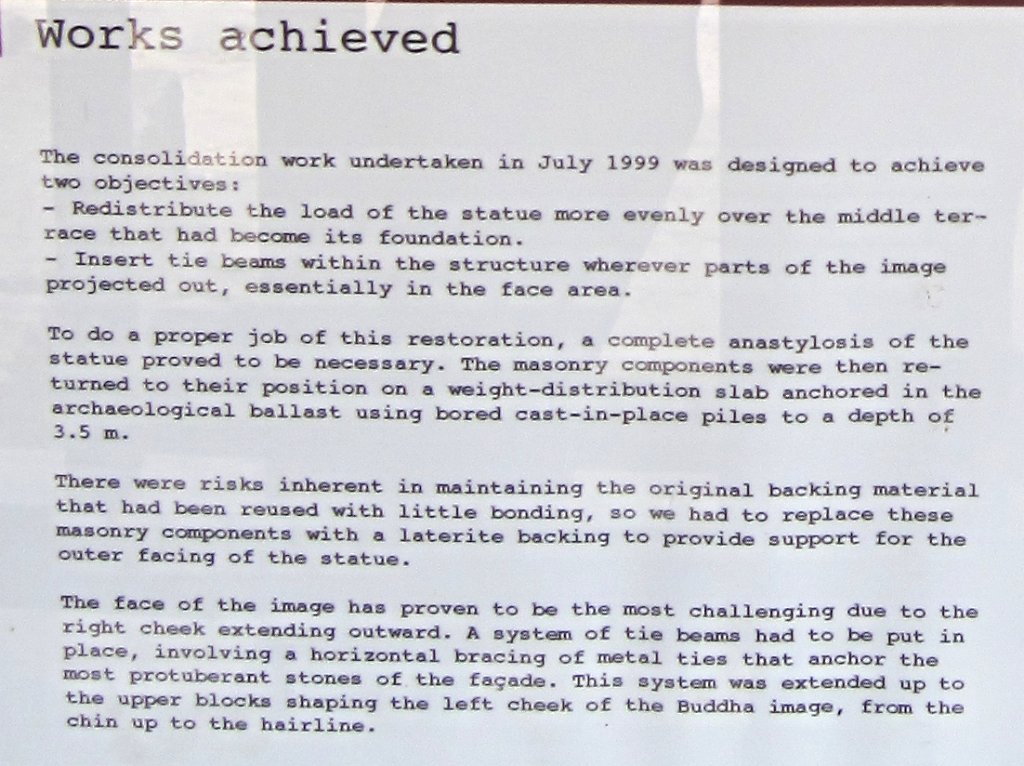 Works achieved
The consolidation work undertaken in July 1999 was designed to achieve
two objectives:
- Redistribute the load of the statue more evenly over the middle ter-
race that had become its foundation.
- Insert tie beams within the structure wherever parts of the image
projected out, essentially in the face area.
To do a proper job of this restoration, a complete anastylosis of the
statue proved to be necessary. The masonry components were then re-
turned to their position on a weight-distribution slab anchored in the
archaeological ballast using bored cast-in-place piles to a depth of
3.5 m.
There were risks inherent in maintaining the original backing material
that had been reused with little bonding, so we had to replace these
masonry components with a laterite backing to provide support for the
outer facing of the statue.
The face of the image has proven to be the most challenging due to the
right cheek extending outward. A system of tie beams had to be put in
place, involving a horizontal bracing of metal ties that anchor the
most protuberant stones of the façade. This system was extended up to
the upper blocks shaping the left cheek of the Buddha image, from the
chin up to the hairline.